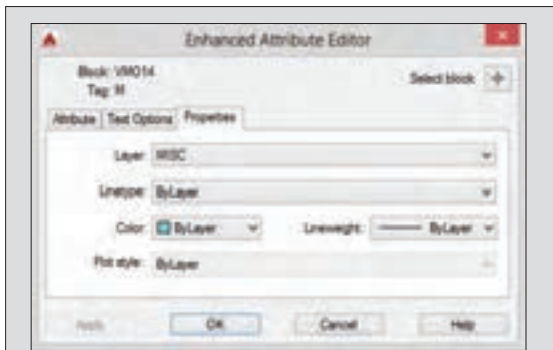 Enhanced Attribute Editor
Block: VM014
Tag: M
Select block
Attribute Text Options Properties
Layer: MISC
Linetype: ByLayer
Color: ByLayer Lineweight: ByLayer
Plot style: ByLayer
Apply OK Cancel Help